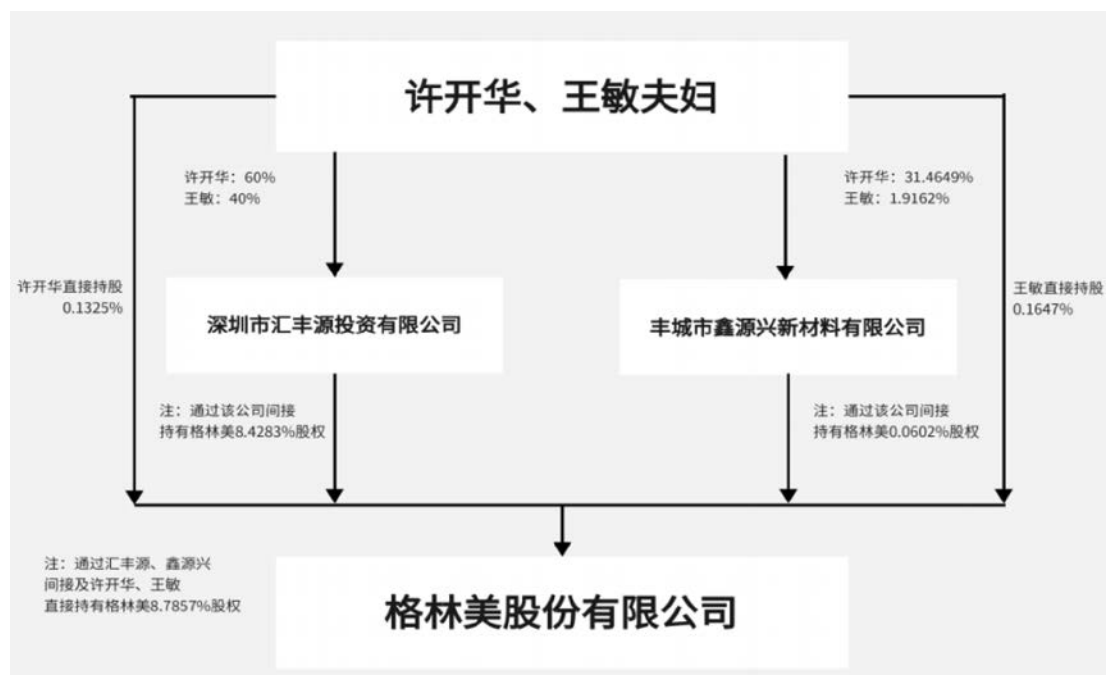 许开华、王敏夫妇
许开华：60%
王敏：40%
许开华：31.4649%
王敏：1.9162%
许开华直接持股
0.1325%
王敏直接持股
0.1647%
深圳市汇丰源投资有限公司
丰城市鑫源兴新材料有限公司
注：通过该公司间接
持有格林美8.4283%股权
注：通过该公司间接
持有格林美0.0602%股权
注：通过汇丰源、鑫源兴
间接及许开华、王敏
直接持有格林美8.7857%股权
格林美股份有限公司